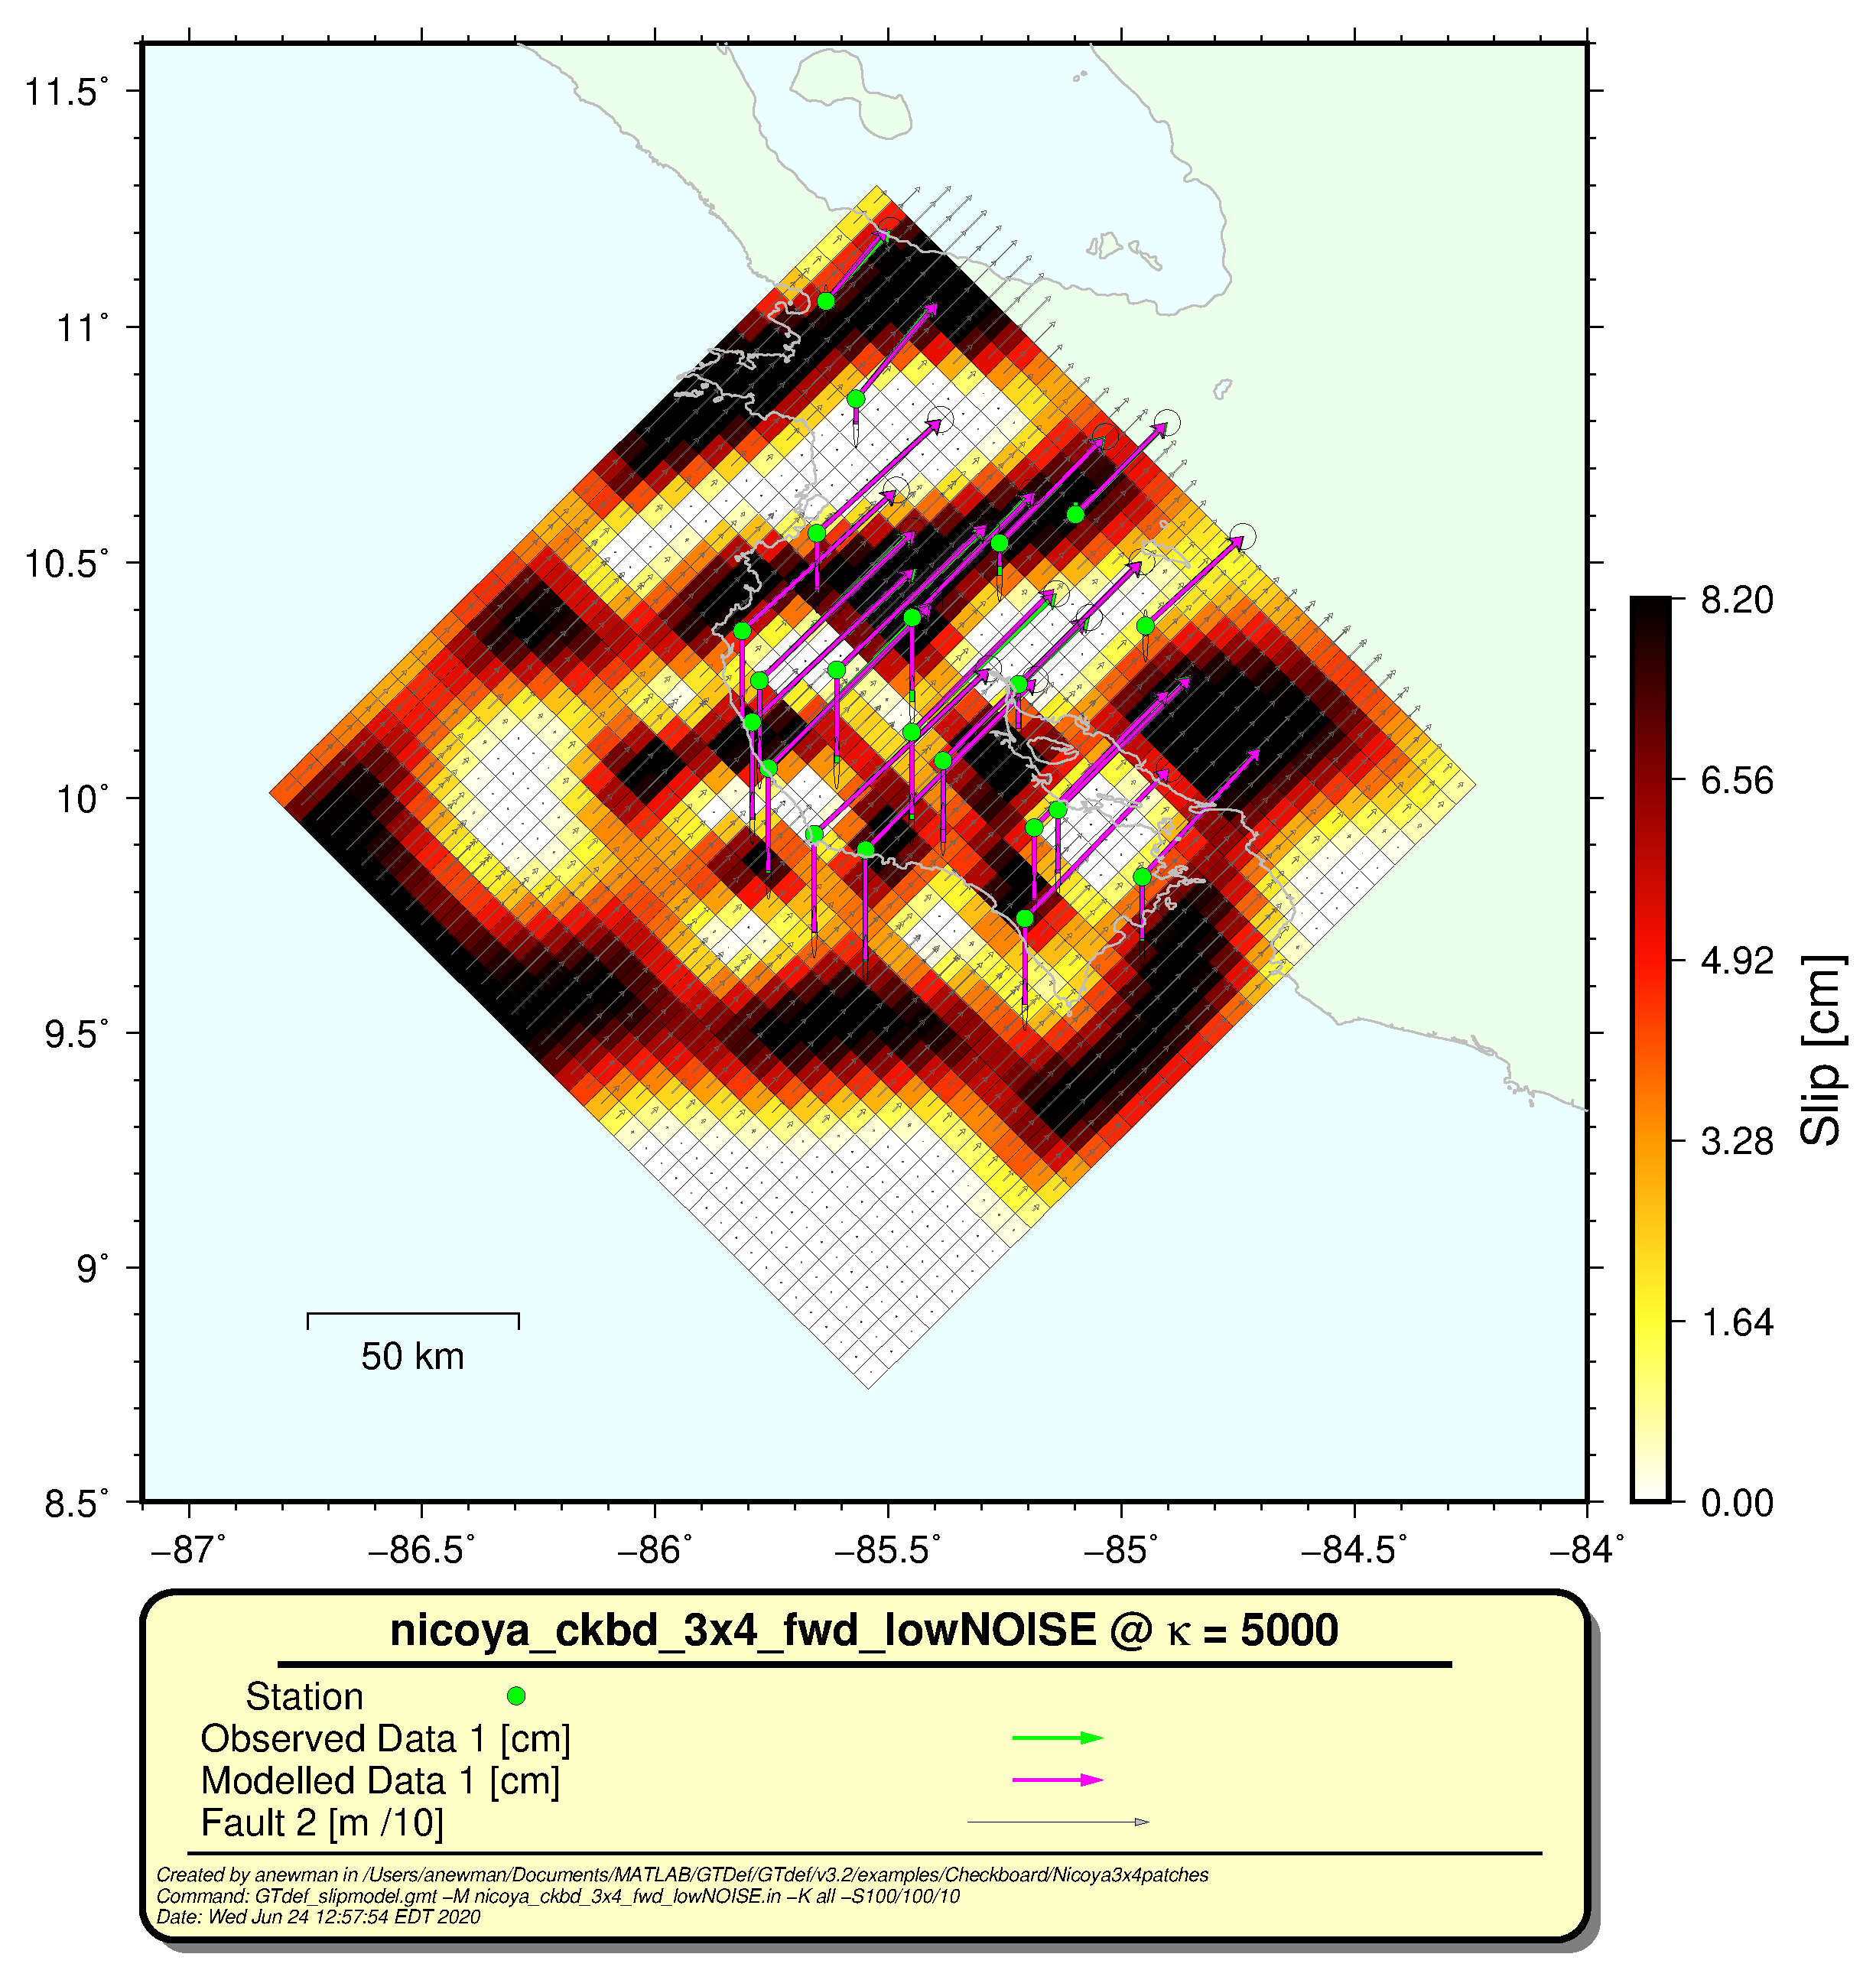 11.5°
11°
10.5°
10°
9.5°
9°
8.5°
−87°
−86.5°
−86°
−85.5°
−85°
−84.5°
−84°
50 km
8.20
6.56
4.92
3.28
1.64
0.00
Slip [cm]
nicoya_ckbd_3x4_fwd_lowNOISE @ κ = 5000
Station
Observed Data 1 [cm]
Modelled Data 1 [cm]
Fault 2 [m /10]
Created by anewman in /Users/anewman/Documents/MATLAB/GTDef/GTdef/v3.2/examples/Checkboard/Nicoya3x4patches
Command: GTdef_slipmodel.gmt −M nicoya_ckbd_3x4_fwd_lowNOISE.in −K all −S100/100/10
Date: Wed Jun 24 12:57:54 EDT 2020